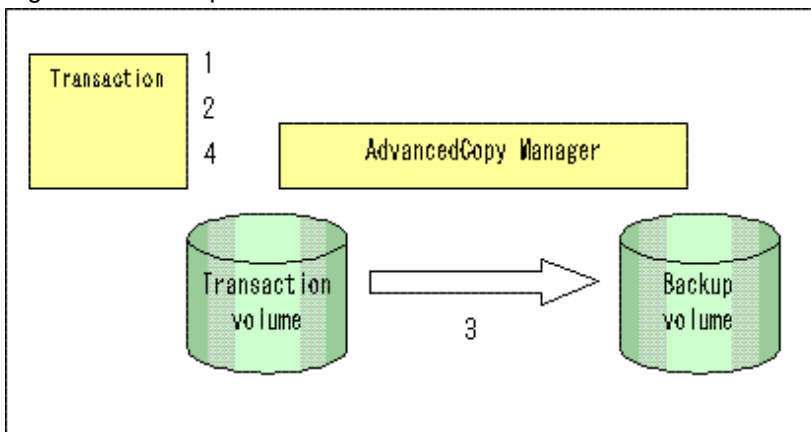 Transaction
1
2
4
AdvancedCopy Manager
Transaction
volume
3
Backup
volume